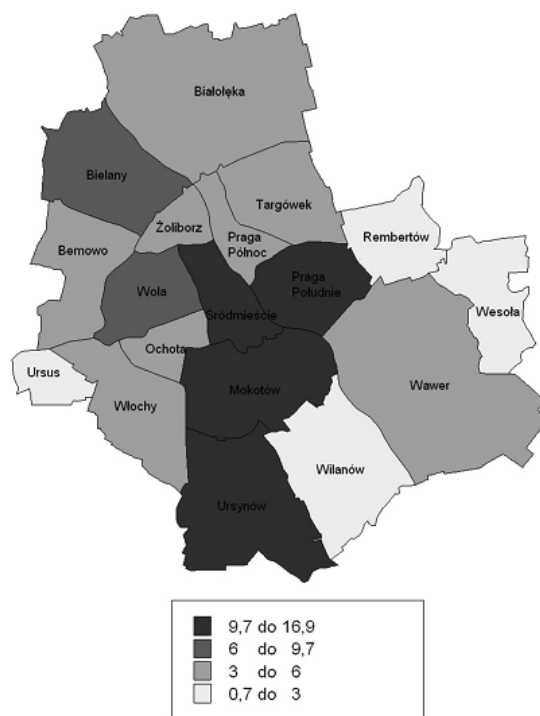 Białołęka
Bielany
Targówek
Żoliborz
Rembertów
Praga
Północ
Bemowo
Praga
Południe
Wola
Wesoła
Śródmieście
Ochota
Ursus
Wawer
Mokotów
Włochy
Wilanów
Ursynów
9,7 do 16,9
6 do 9,7
3 do 6
0,7 do 3